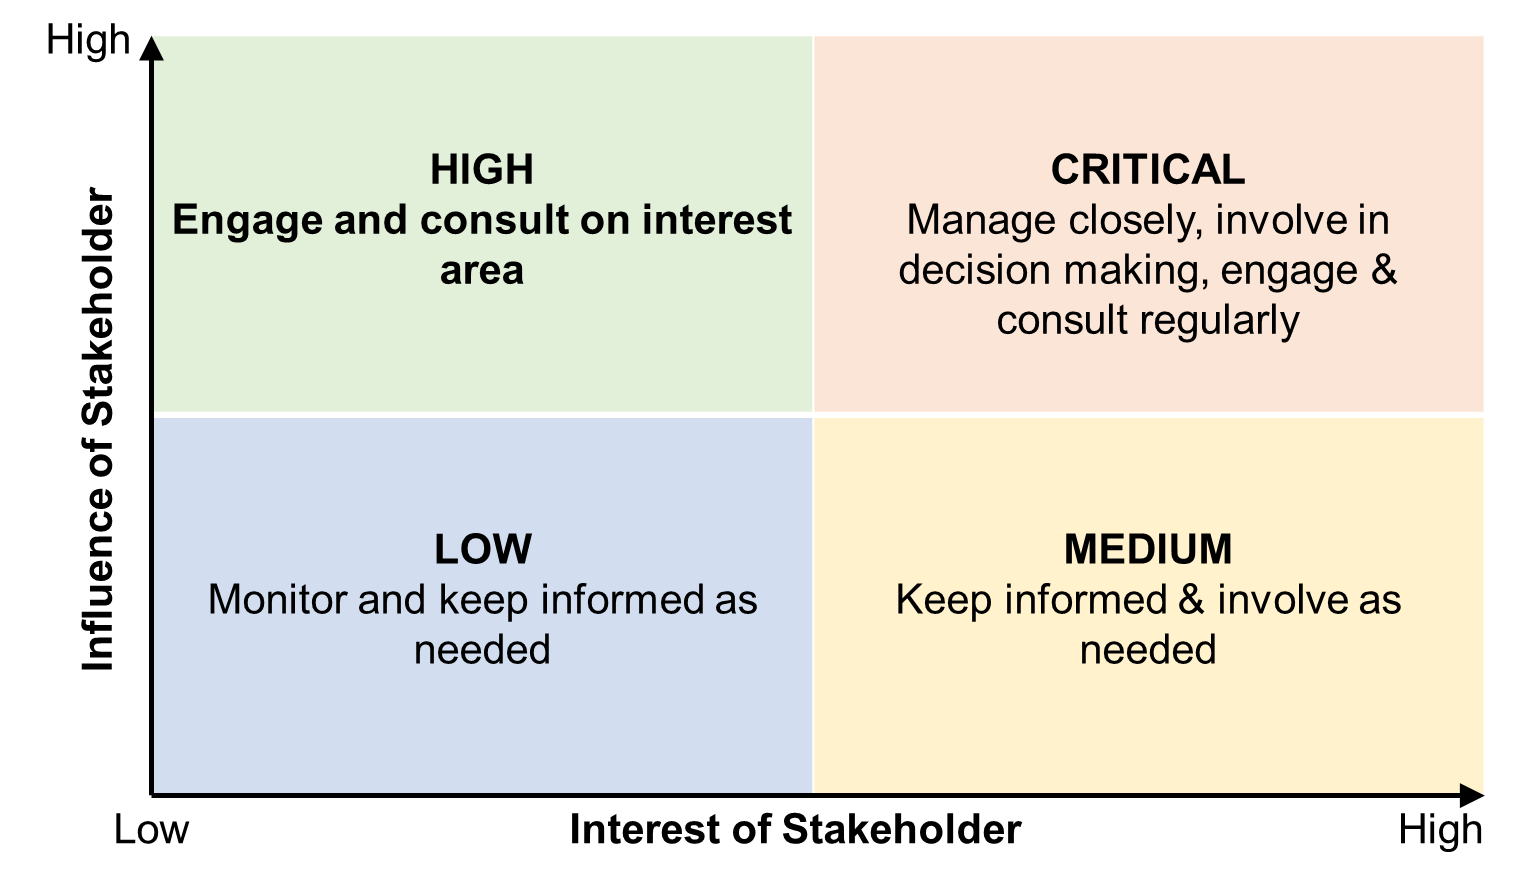 High
HIGH
Engage and consult on interest
area
CRITICAL
Manage closely, involve in
decision making, engage &
consult regularly
Influence of Stakeholder
LOW
Monitor and keep informed as
needed
MEDIUM
Keep informed & involve as
needed
Low
Interest of Stakeholder
High